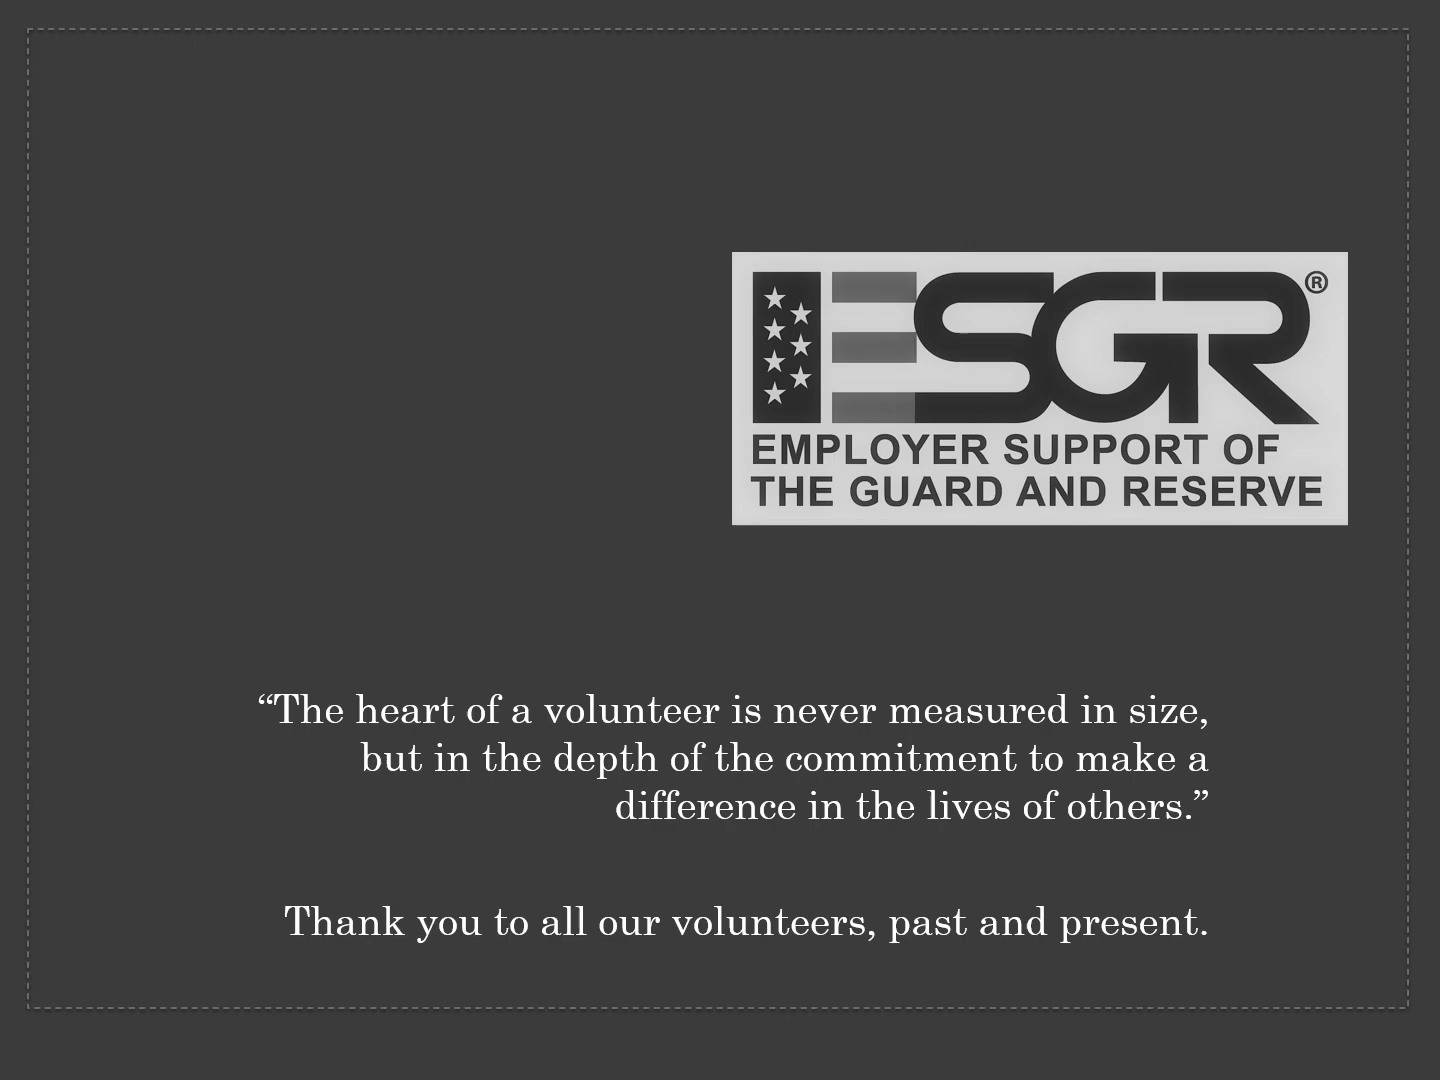 ESGR®
EMPLOYER SUPPORT OF
THE GUARD AND RESERVE
“The heart of a volunteer is never measured in size,
but in the depth of the commitment to make a
difference in the lives of others.”
Thank you to all our volunteers, past and present.